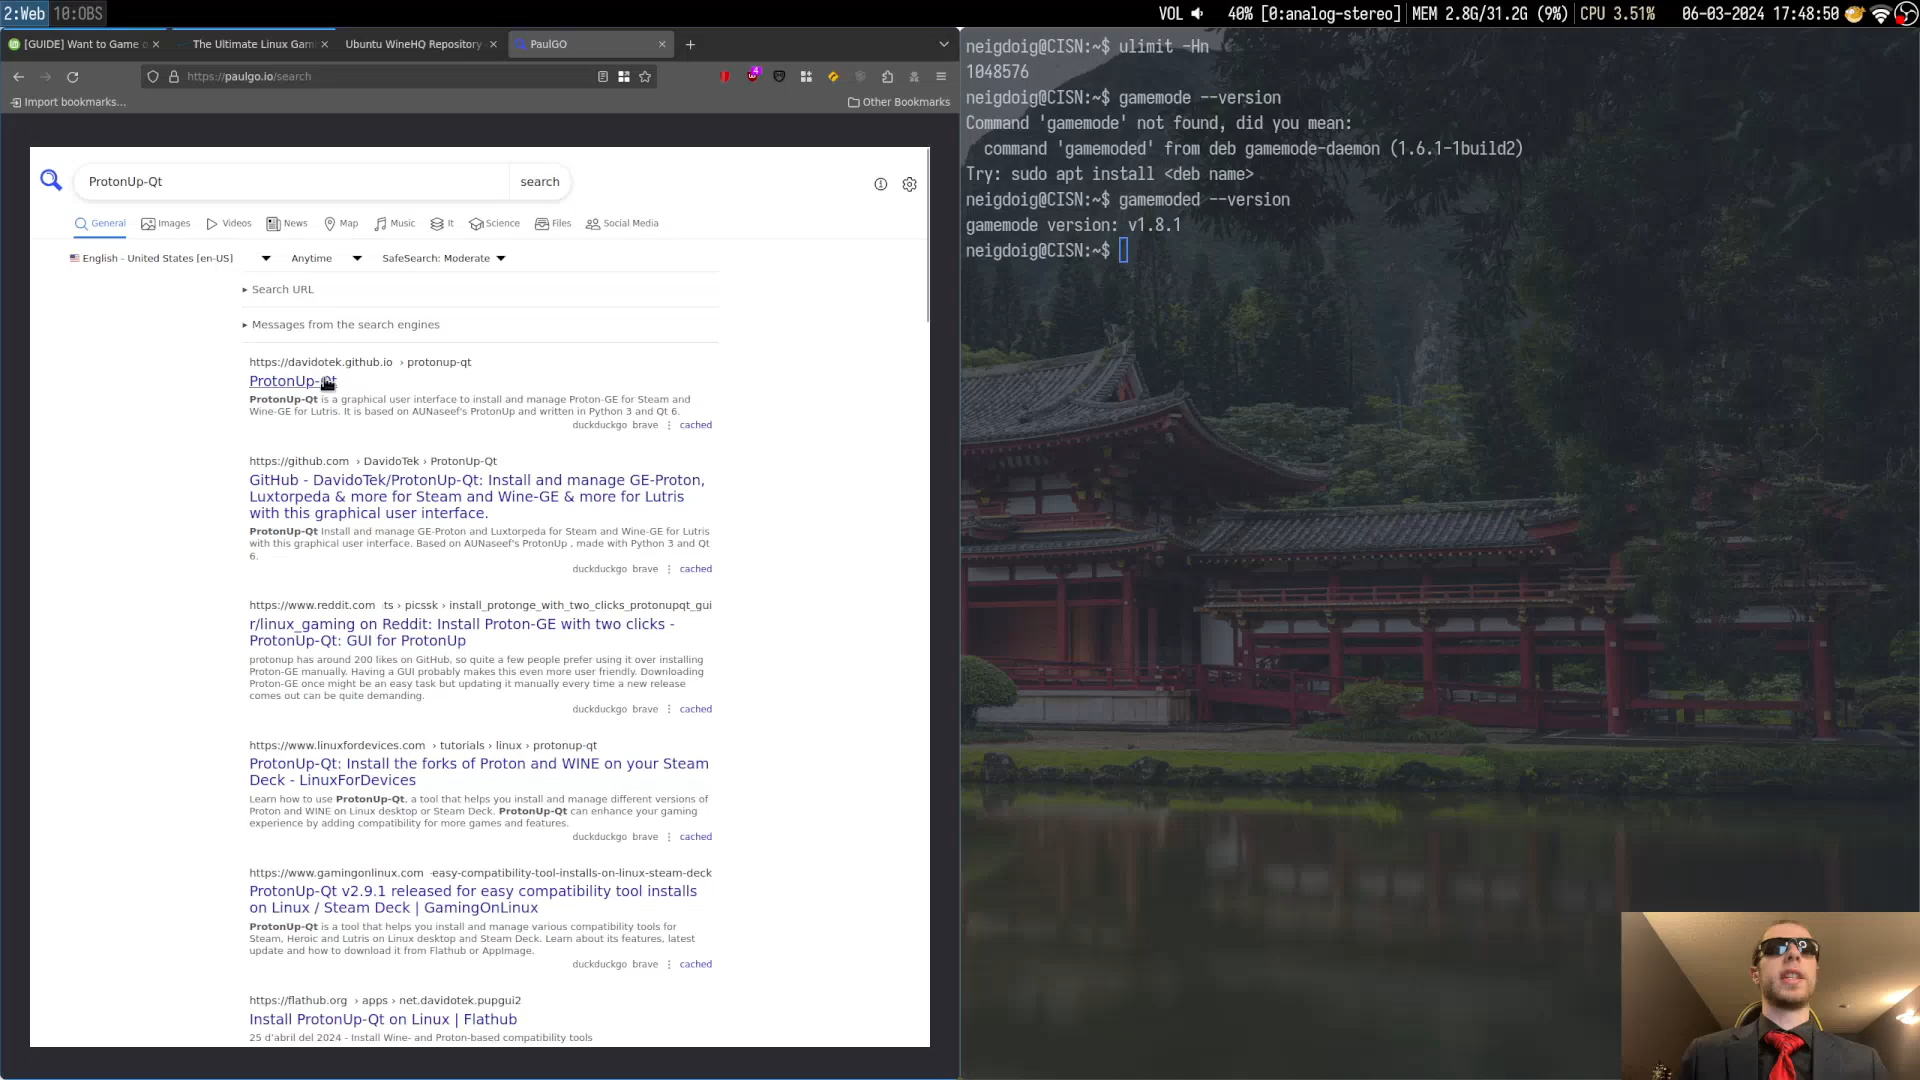 2:Web 10:OBS
VOL 40% [0:analog-stereo] MEM 2.8G/31.2G (9%) CPU 3.51% 06-03-2024 17:48:50
[GUIDE] Want to Game o
The Ultimate Linux Gam
Ubuntu WineHQ Repository
PaulGO
https://paulgo.io/search
4
Import bookmarks...
Other Bookmarks
ProtonUp-Qt
search
General Images Videos News Map Music It Science Files Social Media
English - United States [en-US] Anytime SafeSearch: Moderate
Search URL
Messages from the search engines
https://davidotek.github.io › protonup-qt
ProtonUp-Qt
ProtonUp-Qt is a graphical user interface to install and manage Proton-GE for Steam and
Wine-GE for Lutris. It is based on AUNaseef's ProtonUp and written in Python 3 and Qt 6.
duckduckgo brave ⋮ cached
https://github.com › DavidoTek › ProtonUp-Qt
GitHub - DavidoTek/ProtonUp-Qt: Install and manage GE-Proton,
Luxtorpeda & more for Steam and Wine-GE & more for Lutris
with this graphical user interface.
ProtonUp-Qt Install and manage GE-Proton and Luxtorpeda for Steam and Wine-GE for Lutris
with this graphical user interface. Based on AUNaseef's ProtonUp , made with Python 3 and Qt
6.
duckduckgo brave ⋮ cached
https://www.reddit.com ts › picssk › install_protonge_with_two_clicks_protonupqt_gui
r/linux_gaming on Reddit: Install Proton-GE with two clicks -
ProtonUp-Qt: GUI for ProtonUp
protonup has around 200 likes on GitHub, so quite a few people prefer using it over installing
Proton-GE manually. Having a GUI probably makes this even more user friendly. Downloading
Proton-GE once might be an easy task but updating it manually every time a new release
comes out can be quite demanding.
duckduckgo brave ⋮ cached
https://www.linuxfordevices.com › tutorials › linux › protonup-qt
ProtonUp-Qt: Install the forks of Proton and WINE on your Steam
Deck - LinuxForDevices
Learn how to use ProtonUp-Qt, a tool that helps you install and manage different versions of
Proton and WINE on Linux desktop or Steam Deck. ProtonUp-Qt can enhance your gaming
experience by adding compatibility for more games and features.
duckduckgo brave ⋮ cached
https://www.gamingonlinux.com -easy-compatibility-tool-installs-on-linux-steam-deck
ProtonUp-Qt v2.9.1 released for easy compatibility tool installs
on Linux / Steam Deck | GamingOnLinux
ProtonUp-Qt is a tool that helps you install and manage various compatibility tools for
Steam, Heroic and Lutris on Linux desktop and Steam Deck. Learn about its features, latest
update and how to download it from Flathub or AppImage.
duckduckgo brave ⋮ cached
https://flathub.org › apps › net.davidotek.pupgui2
Install ProtonUp-Qt on Linux | Flathub
25 d'abril del 2024 - Install Wine- and Proton-based compatibility tools
neigdoig@CISN:~$ ulimit -Hn
1048576
neigdoig@CISN:~$ gamemode --version
Command 'gamemode' not found, did you mean:
command 'gamemoded' from deb gamemode-daemon (1.6.1-1build2)
Try: sudo apt install <deb name>
neigdoig@CISN:~$ gamemoded --version
gamemode version: v1.8.1
neigdoig@CISN:~$